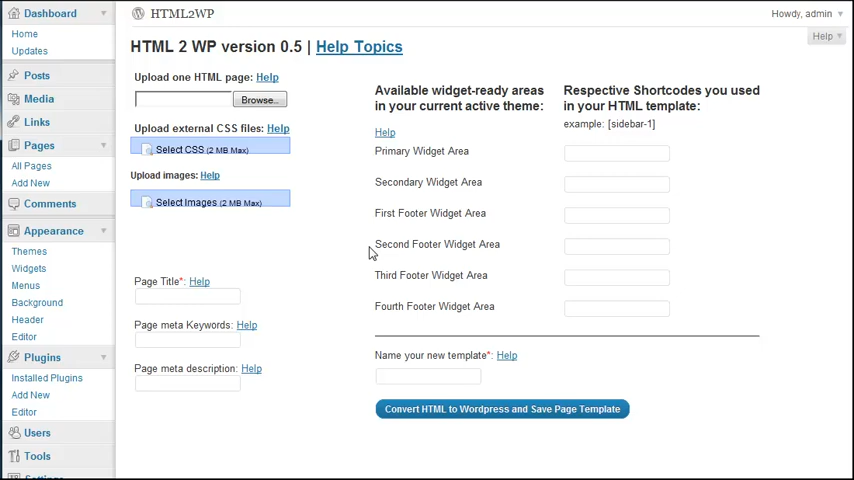 Dashboard
Home
Updates
Posts
Media
Links
Pages
All Pages
Add New
Comments
Appearance
Themes
Widgets
Menus
Background
Header
Editor
Plugins
Installed Plugins
Add New
Editor
Users
Tools
Settings
HTML2WP
Howdy, admin
Help
HTML 2 WP version 0.5 | Help Topics
Upload one HTML page: Help
Browse..
Upload external CSS files: Help
Select CSS (2 MB Max)
Upload images: Help
Select Images (2 MB Max)
Page Title*: Help
Page meta Keywords: Help
Page meta description: Help
Available widget-ready areas
in your current active theme:
Help
Respective Shortcodes you used
in your HTML template:
example: [sidebar-1]
Primary Widget Area
Secondary Widget Area
First Footer Widget Area
Second Footer Widget Area
Third Footer Widget Area
Fourth Footer Widget Area
Name your new template*: Help
Convert HTML to Wordpress and Save Page Template